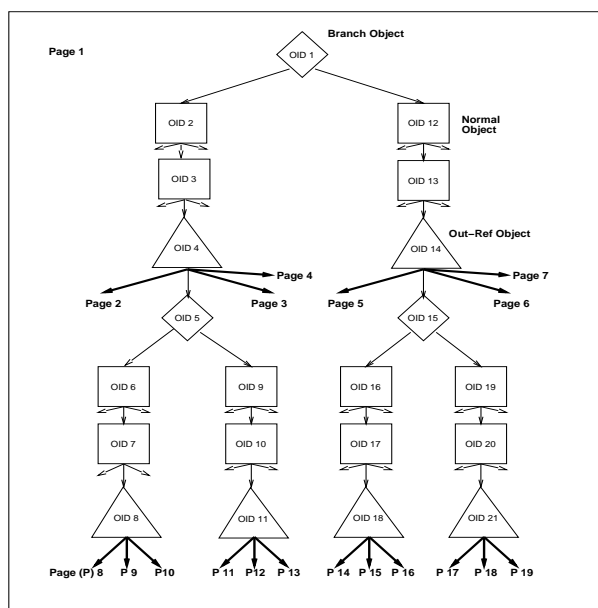 Branch Object
Page 1
OID 1
OID 2
OID 12
Normal
Object
OID 3
OID 13
OID 4
OID 14
Out-Ref Object
Page 4
Page 7
Page 2
Page 3
Page 5
Page 6
OID 5
OID 15
OID 6
OID 9
OID 16
OID 19
OID 7
OID 10
OID 17
OID 20
OID 8
OID 11
OID 18
OID 21
Page (P) 8 P 9 P10 P 11 P12 P 13 P 14 P 15 P 16 P 17 P 18 P 19